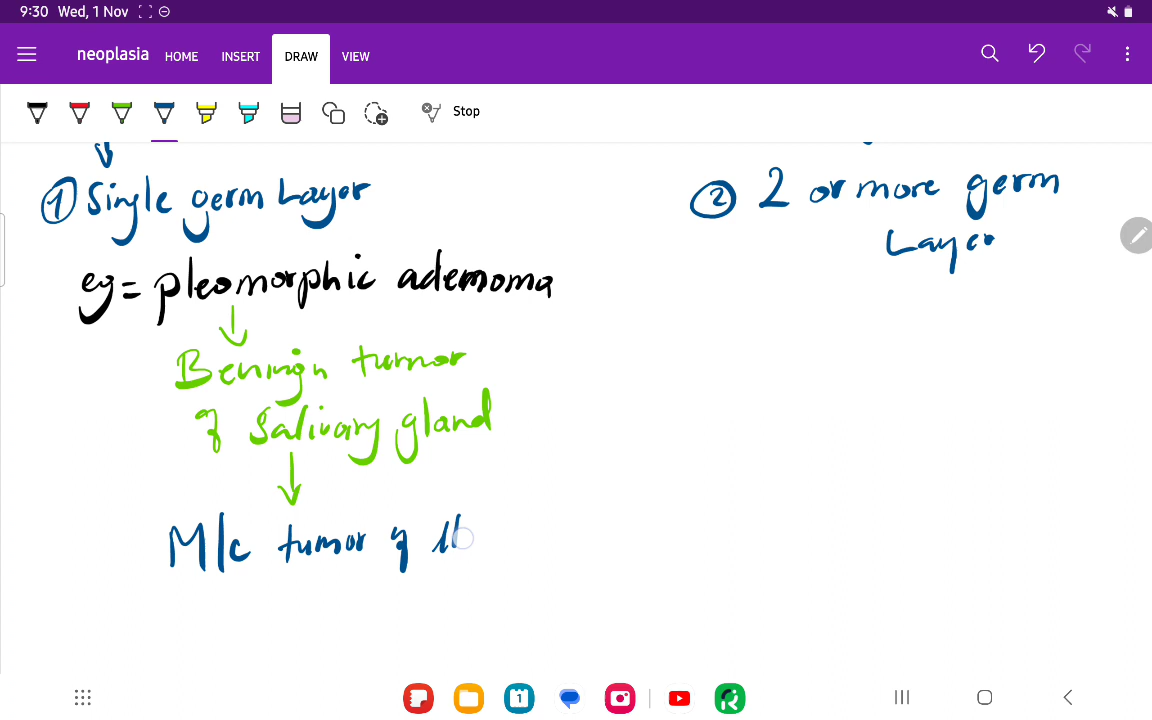 9:30 Wed, 1 Nov
neoplasia HOME INSERT DRAW VIEW
Stop
① Single germ Layer
② 2 or more germ
Layer
eg = pleomorphic ademoma
Benign tumor
of Salivary gland
M/c tumor of
1